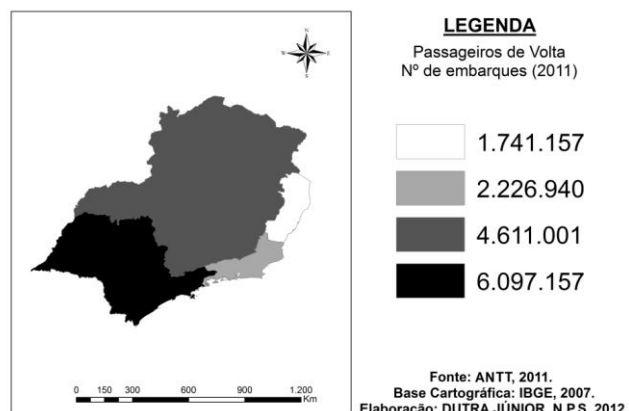 N
LEGENDA
Passageiros de Volta
Nº de embarques (2011)
1.741.157
2.226.940
4.611.001
6.097.157
0 150 300 600 900 1.200
Km
Fonte: ANTT, 2011.
Base Cartográfica: IBGE, 2007.
Elaboração: DUTRA JÚNIOR, N.P.S, 2012.